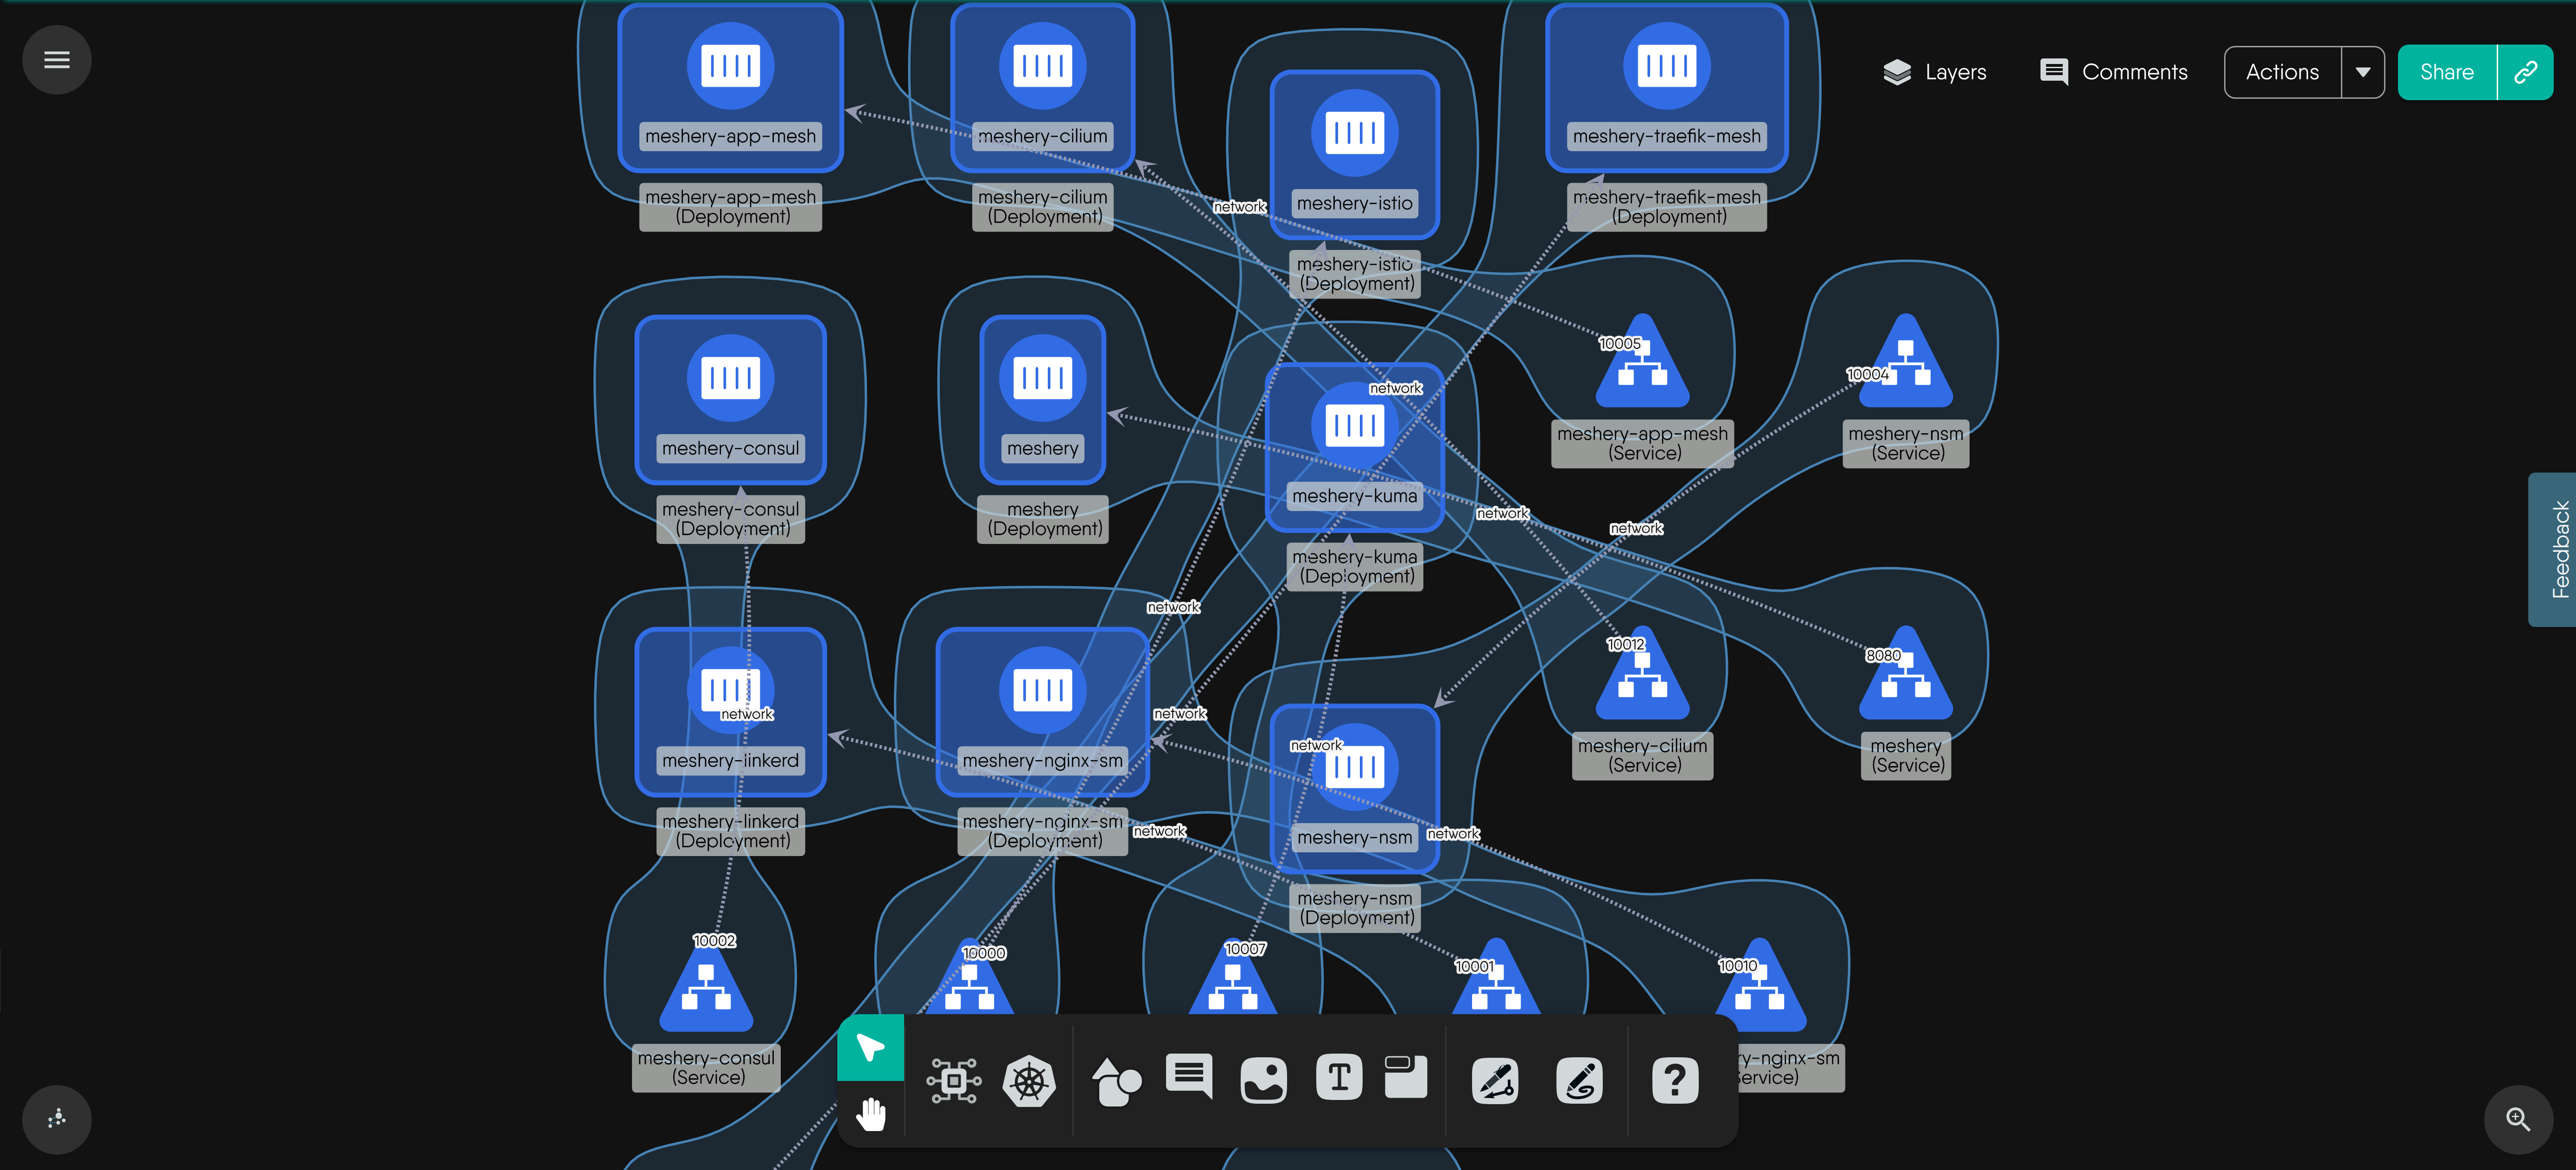 Layers
Comments
Actions
Share
meshery-app-mesh
meshery-app-mesh
(Deployment)
meshery-cilium
meshery-cilium
(Deployment)
network
meshery-istio
meshery-istio
(Deployment)
meshery-traefik-mesh
meshery-traefik-mesh
(Deployment)
meshery-consul
meshery-consul
(Deployment)
meshery
meshery
(Deployment)
network
meshery-kuma
meshery-kuma
(Deployment)
10005
meshery-app-mesh
(Service)
10004
meshery-nsm
(Service)
network
network
Feedback
network
network
meshery-linkerd
meshery-linkerd
(Deployment)
meshery-nginx-sm
meshery-nginx-sm
(Deployment)
network
network
network
meshery-nsm
meshery-nsm
(Deployment)
network
10012
meshery-cilium
(Service)
8080
meshery
(Service)
10002
meshery-consul
(Service)
10000
10007
10001
10010
ry-nginx-sm
Service)
T
?